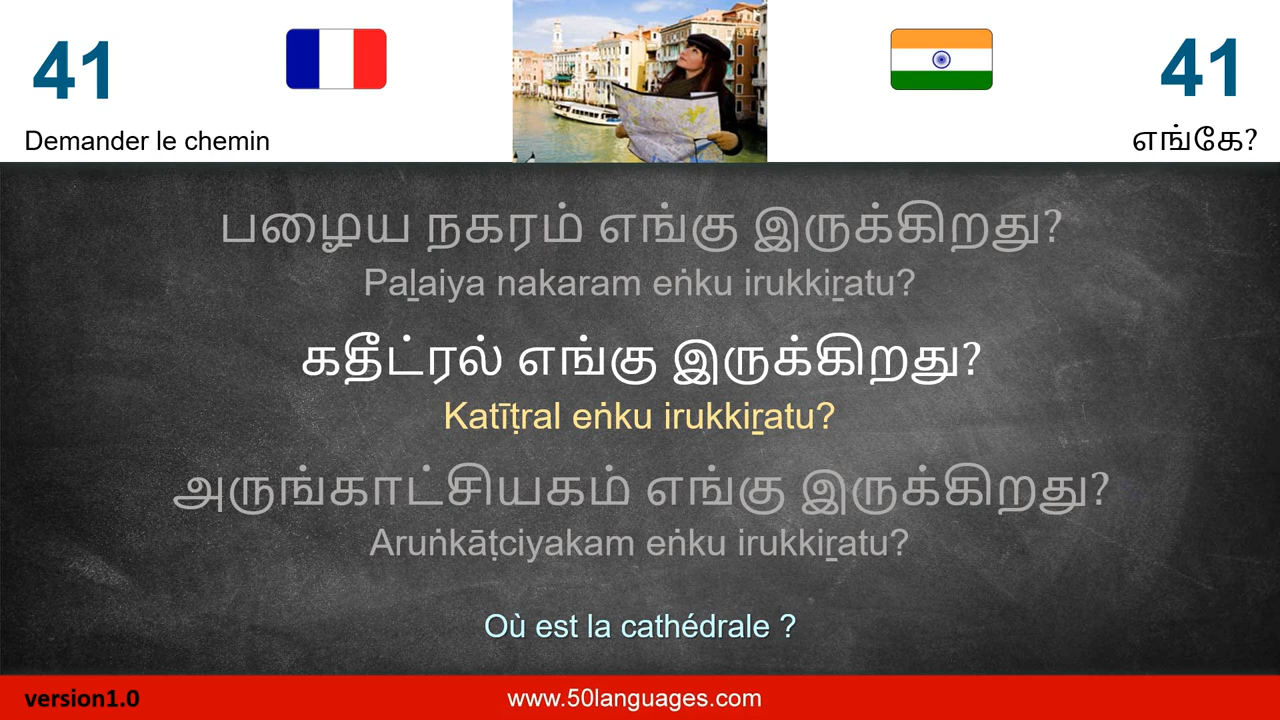 41
41
Demander le chemin
எங்கே?
பழைய நகரம் எங்கு இருக்கிறது?
Paḻaiya nakaram eṅku irukkiṟatu?
கதீட்ரல் எங்கு இருக்கிறது?
Katīṭral eṅku irukkiṟatu?
அருங்காட்சியகம் எங்கு இருக்கிறது?
Aruṅkāṭciyakam eṅku irukkiṟatu?
Où est la cathédrale ?
version1.0
www.50languages.com